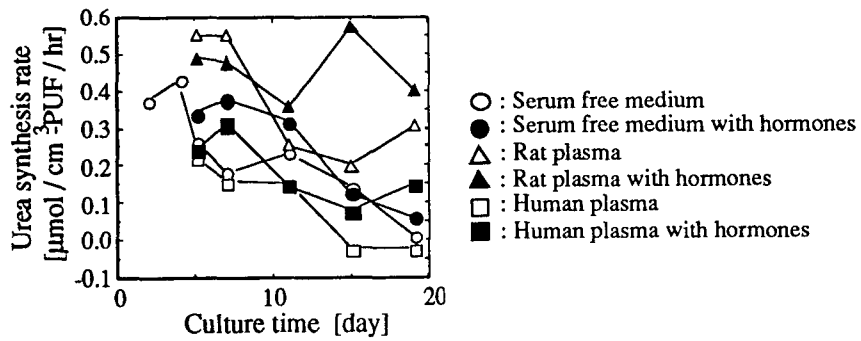 Urea synthesis rate
[µmol / cm³-PUF / hr]
0.6
0.5
0.4
0.3
0.2
0.1
0.0
-0.1
0
10
20
Culture time [day]
○ : Serum free medium
● : Serum free medium with hormones
△ : Rat plasma
▲ : Rat plasma with hormones
□ : Human plasma
■ : Human plasma with hormones